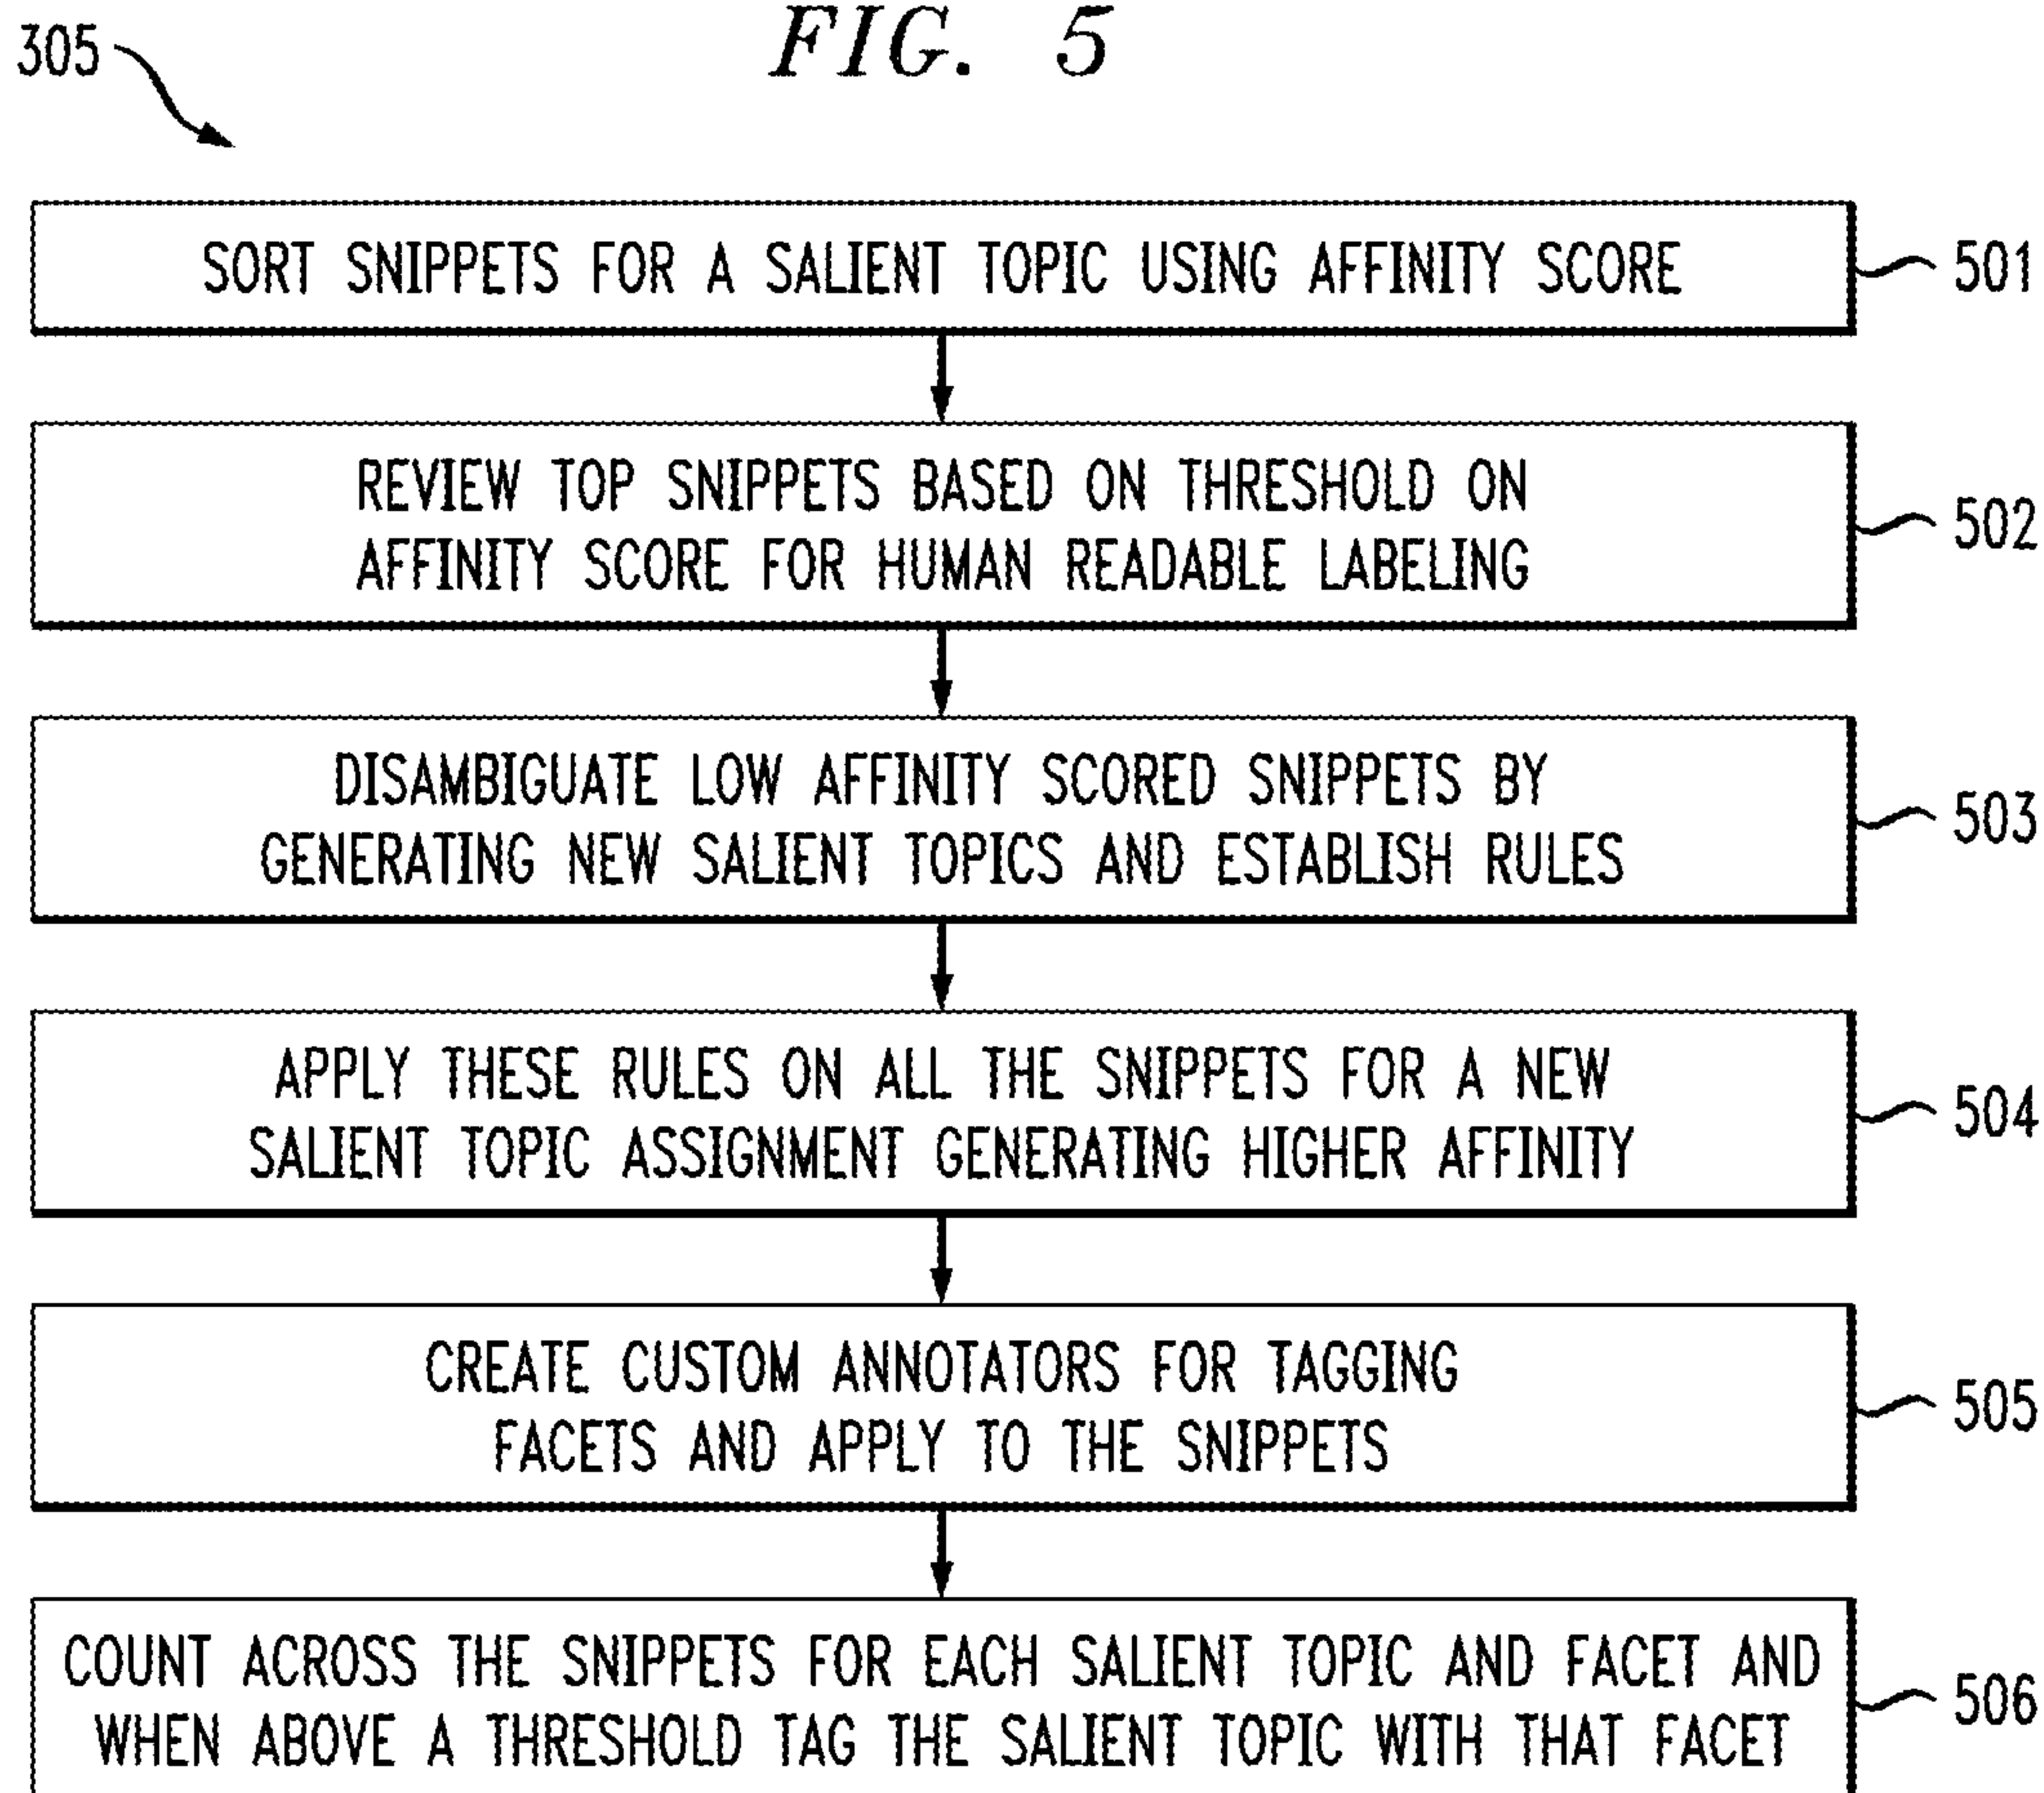 FIG. 5
305
SORT SNIPPETS FOR A SALIENT TOPIC USING AFFINITY SCORE
501
REVIEW TOP SNIPPETS BASED ON THRESHOLD ON
AFFINITY SCORE FOR HUMAN READABLE LABELING
502
DISAMBIGUATE LOW AFFINITY SCORED SNIPPETS BY
GENERATING NEW SALIENT TOPICS AND ESTABLISH RULES
503
APPLY THESE RULES ON ALL THE SNIPPETS FOR A NEW
SALIENT TOPIC ASSIGNMENT GENERATING HIGHER AFFINITY
504
CREATE CUSTOM ANNOTATORS FOR TAGGING
FACETS AND APPLY TO THE SNIPPETS
505
COUNT ACROSS THE SNIPPETS FOR EACH SALIENT TOPIC AND FACET AND
WHEN ABOVE A THRESHOLD TAG THE SALIENT TOPIC WITH THAT FACET
506